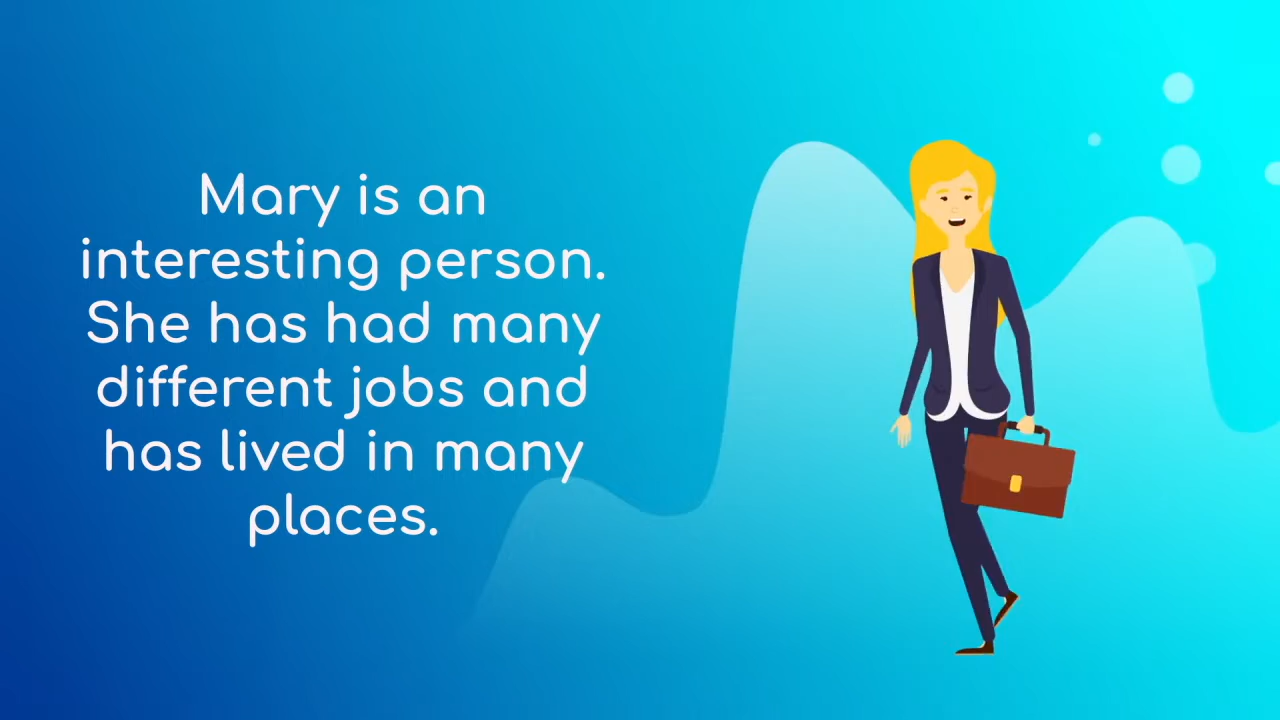 Mary is an
interesting person.
She has had many
different jobs and
has lived in many
places.